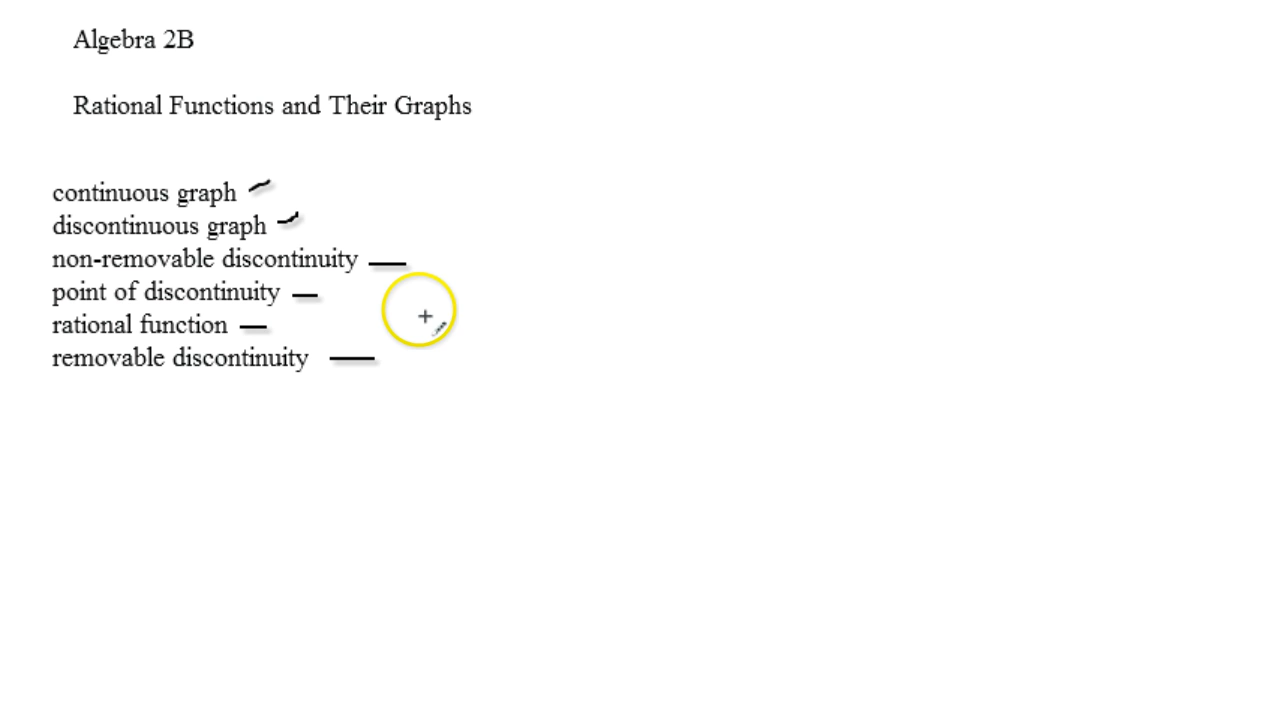 Algebra 2B
Rational Functions and Their Graphs
continuous graph
discontinuous graph
non-removable discontinuity
point of discontinuity
rational function
removable discontinuity